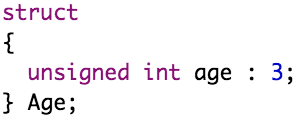 struct
{
  unsigned int age : 3;
} Age;